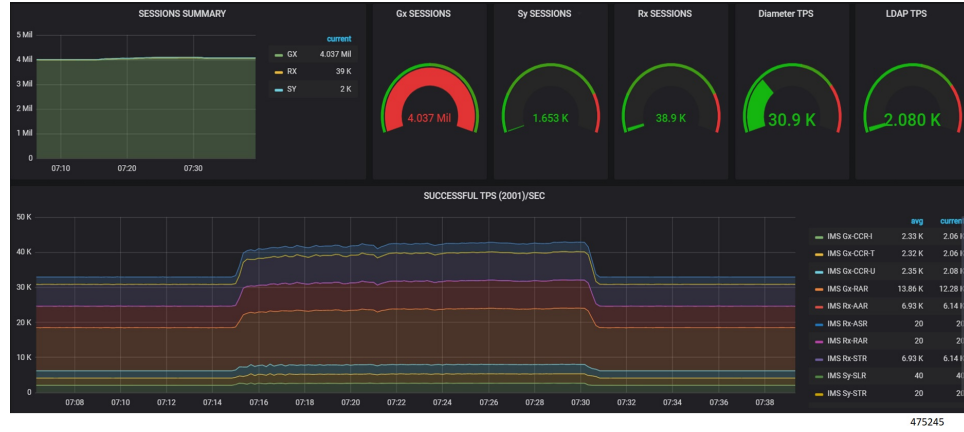 SESSIONS SUMMARY
5 Mil
4 Mil
3 Mil
2 Mil
1 Mil
0
07:10 07:20 07:30
current
GX 4.037 Mil
RX 39 K
SY 2 K
Gx SESSIONS
4.037 Mil
Sy SESSIONS
1.653 K
Rx SESSIONS
38.9 K
Diameter TPS
30.9 K
LDAP TPS
2.080 K
SUCCESSFUL TPS (2001)/SEC
50 K
40 K
30 K
20 K
10 K
0
07:08 07:10 07:12 07:14 07:16 07:18 07:20 07:22 07:24 07:26 07:28 07:30 07:32 07:34 07:36 07:38
avg current
IMS Gx-CCR-I 2.33 K 2.06
IMS Gx-CCR-T 2.32 K 2.06
IMS Gx-CCR-U 2.35 K 2.08
IMS Gx-RAR 13.86 K 12.28
IMS Rx-AAR 6.93 K 6.14
IMS Rx-ASR 20 20
IMS Rx-RAR 20 20
IMS Rx-STR 6.93 K 6.14
IMS Sy-SLR 40 40
IMS Sy-STR 20 20
475245